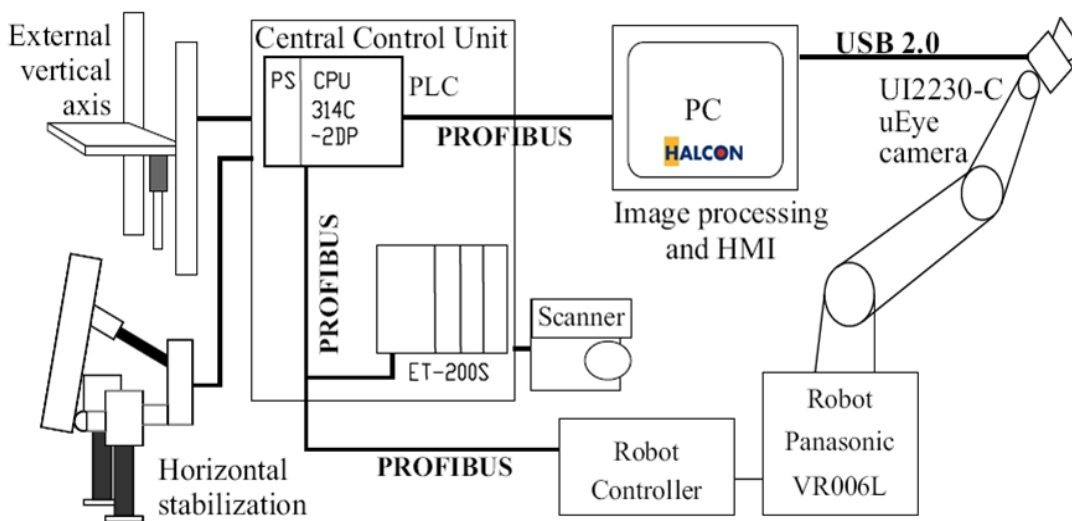 External
vertical
axis
Central Control Unit
PS
CPU
314C
~2DP
PLC
PROFIBUS
PC
HALCON
Image processing
and HMI
USB 2.0
UI2230-C
uEye
camera
PROFIBUS
ET-200S
Scanner
Horizontal
stabilization
PROFIBUS
Robot
Controller
Robot
Panasonic
VR006L